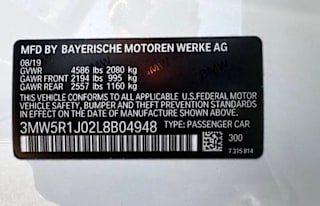 MFD BY BAYERISCHE MOTOREN WERKE AG
08/19
GVWR 4586 lbs 2080 kg
GAWR FRONT 2194 lbs 995 kg
GAWR REAR 2557 lbs 1160 kg
THIS VEHICLE CONFORMS TO ALL APPLICABLE U.S.FEDERAL MOTOR
VEHICLE SAFETY, BUMPER AND THEFT PREVENTION STANDARDS
IN EFFECT ON THE DATE OF MANUFACTURE SHOWN ABOVE.
3MW5R1J02L8B04948 TYPE: PASSENGER CAR
300
7 315 814